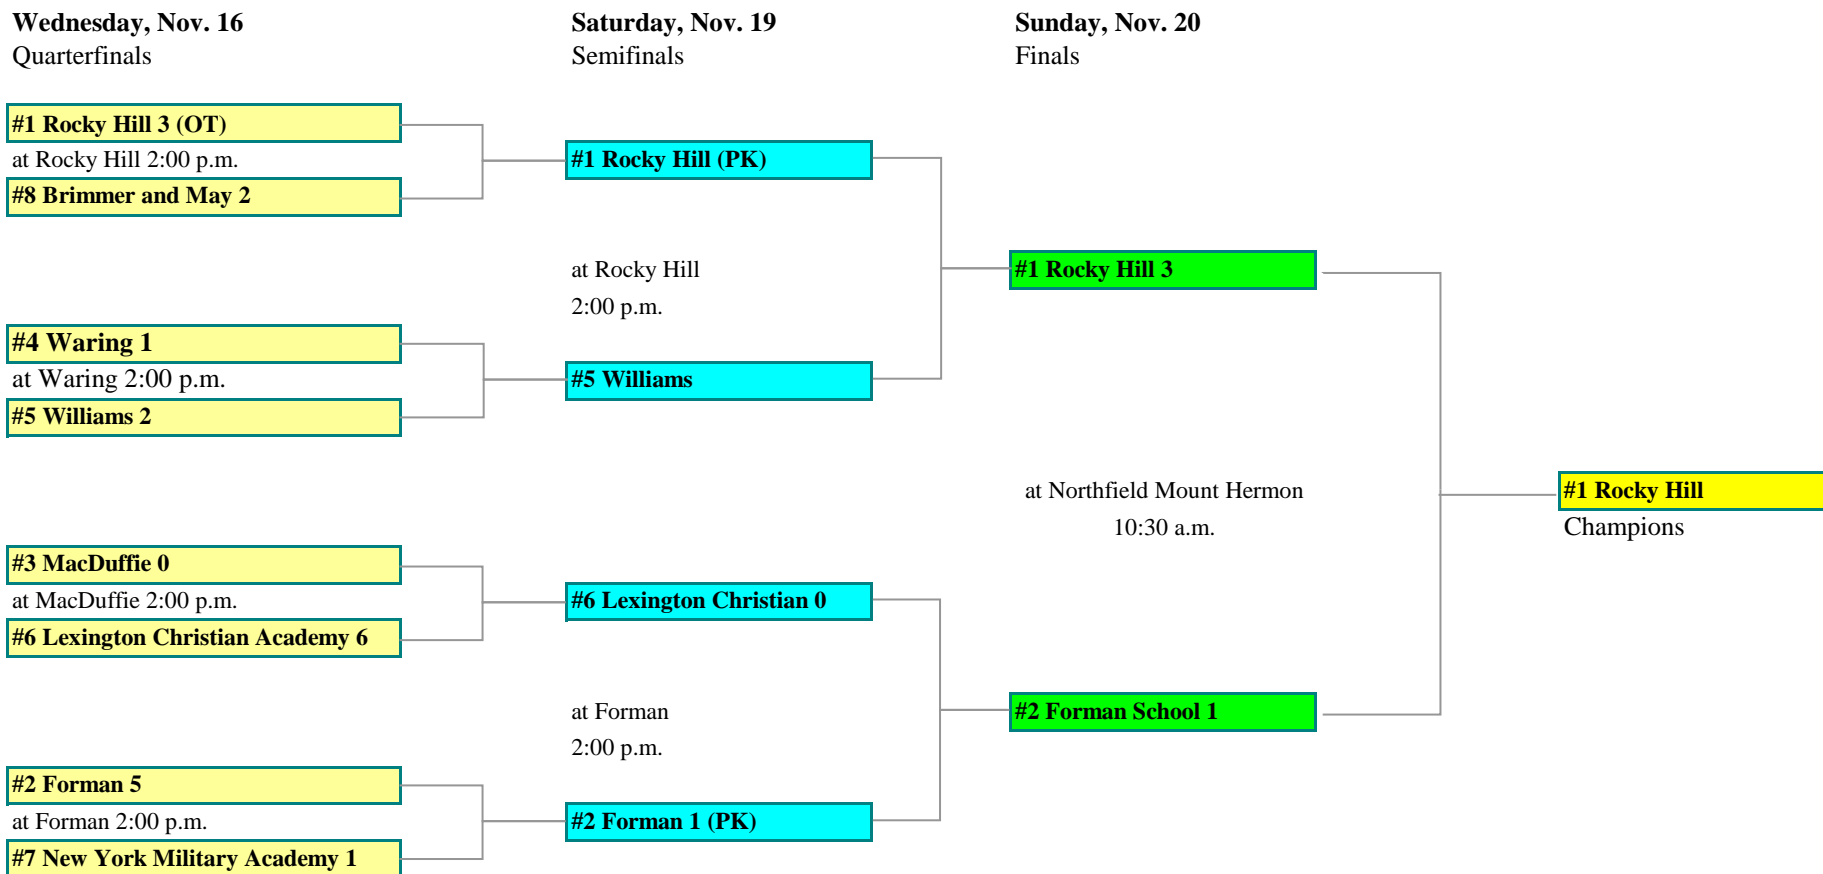 Wednesday, Nov. 16
Quarterfinals
Saturday, Nov. 19
Semifinals
Sunday, Nov. 20
Finals
#1 Rocky Hill 3 (OT)
at Rocky Hill 2:00 p.m.
#8 Brimmer and May 2
#4 Waring 1
at Waring 2:00 p.m.
#5 Williams 2
#3 MacDuffie 0
at MacDuffie 2:00 p.m.
#6 Lexington Christian Academy 6
#2 Forman 5
at Forman 2:00 p.m.
#7 New York Military Academy 1
#1 Rocky Hill (PK)
at Rocky Hill
2:00 p.m.
#5 Williams
#6 Lexington Christian 0
at Forman
2:00 p.m.
#2 Forman 1 (PK)
#1 Rocky Hill 3
at Northfield Mount Hermon
10:30 a.m.
#2 Forman School 1
#1 Rocky Hill
Champions